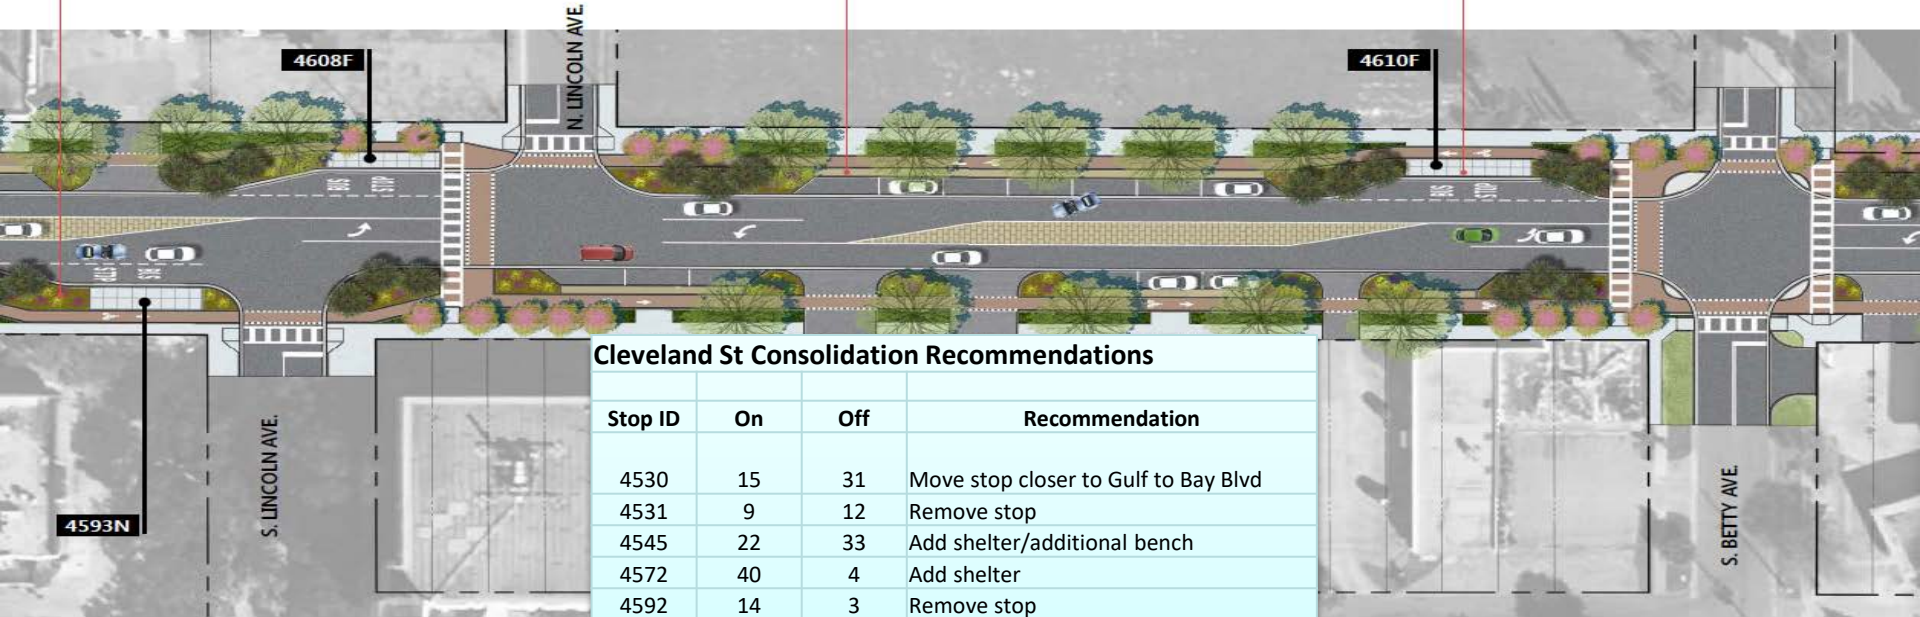 N. LINCOLN AVE.
4608F
4610F
BUS STOP
BUS STOP
BUS STOP
4593N
S. LINCOLN AVE.
S. BETTY AVE.
Cleveland St Consolidation Recommendations
Stop ID On Off Recommendation
4530 15 31 Move stop closer to Gulf to Bay Blvd
4531 9 12 Remove stop
4545 22 33 Add shelter/additional bench
4572 40 4 Add shelter
4592 14 3 Remove stop